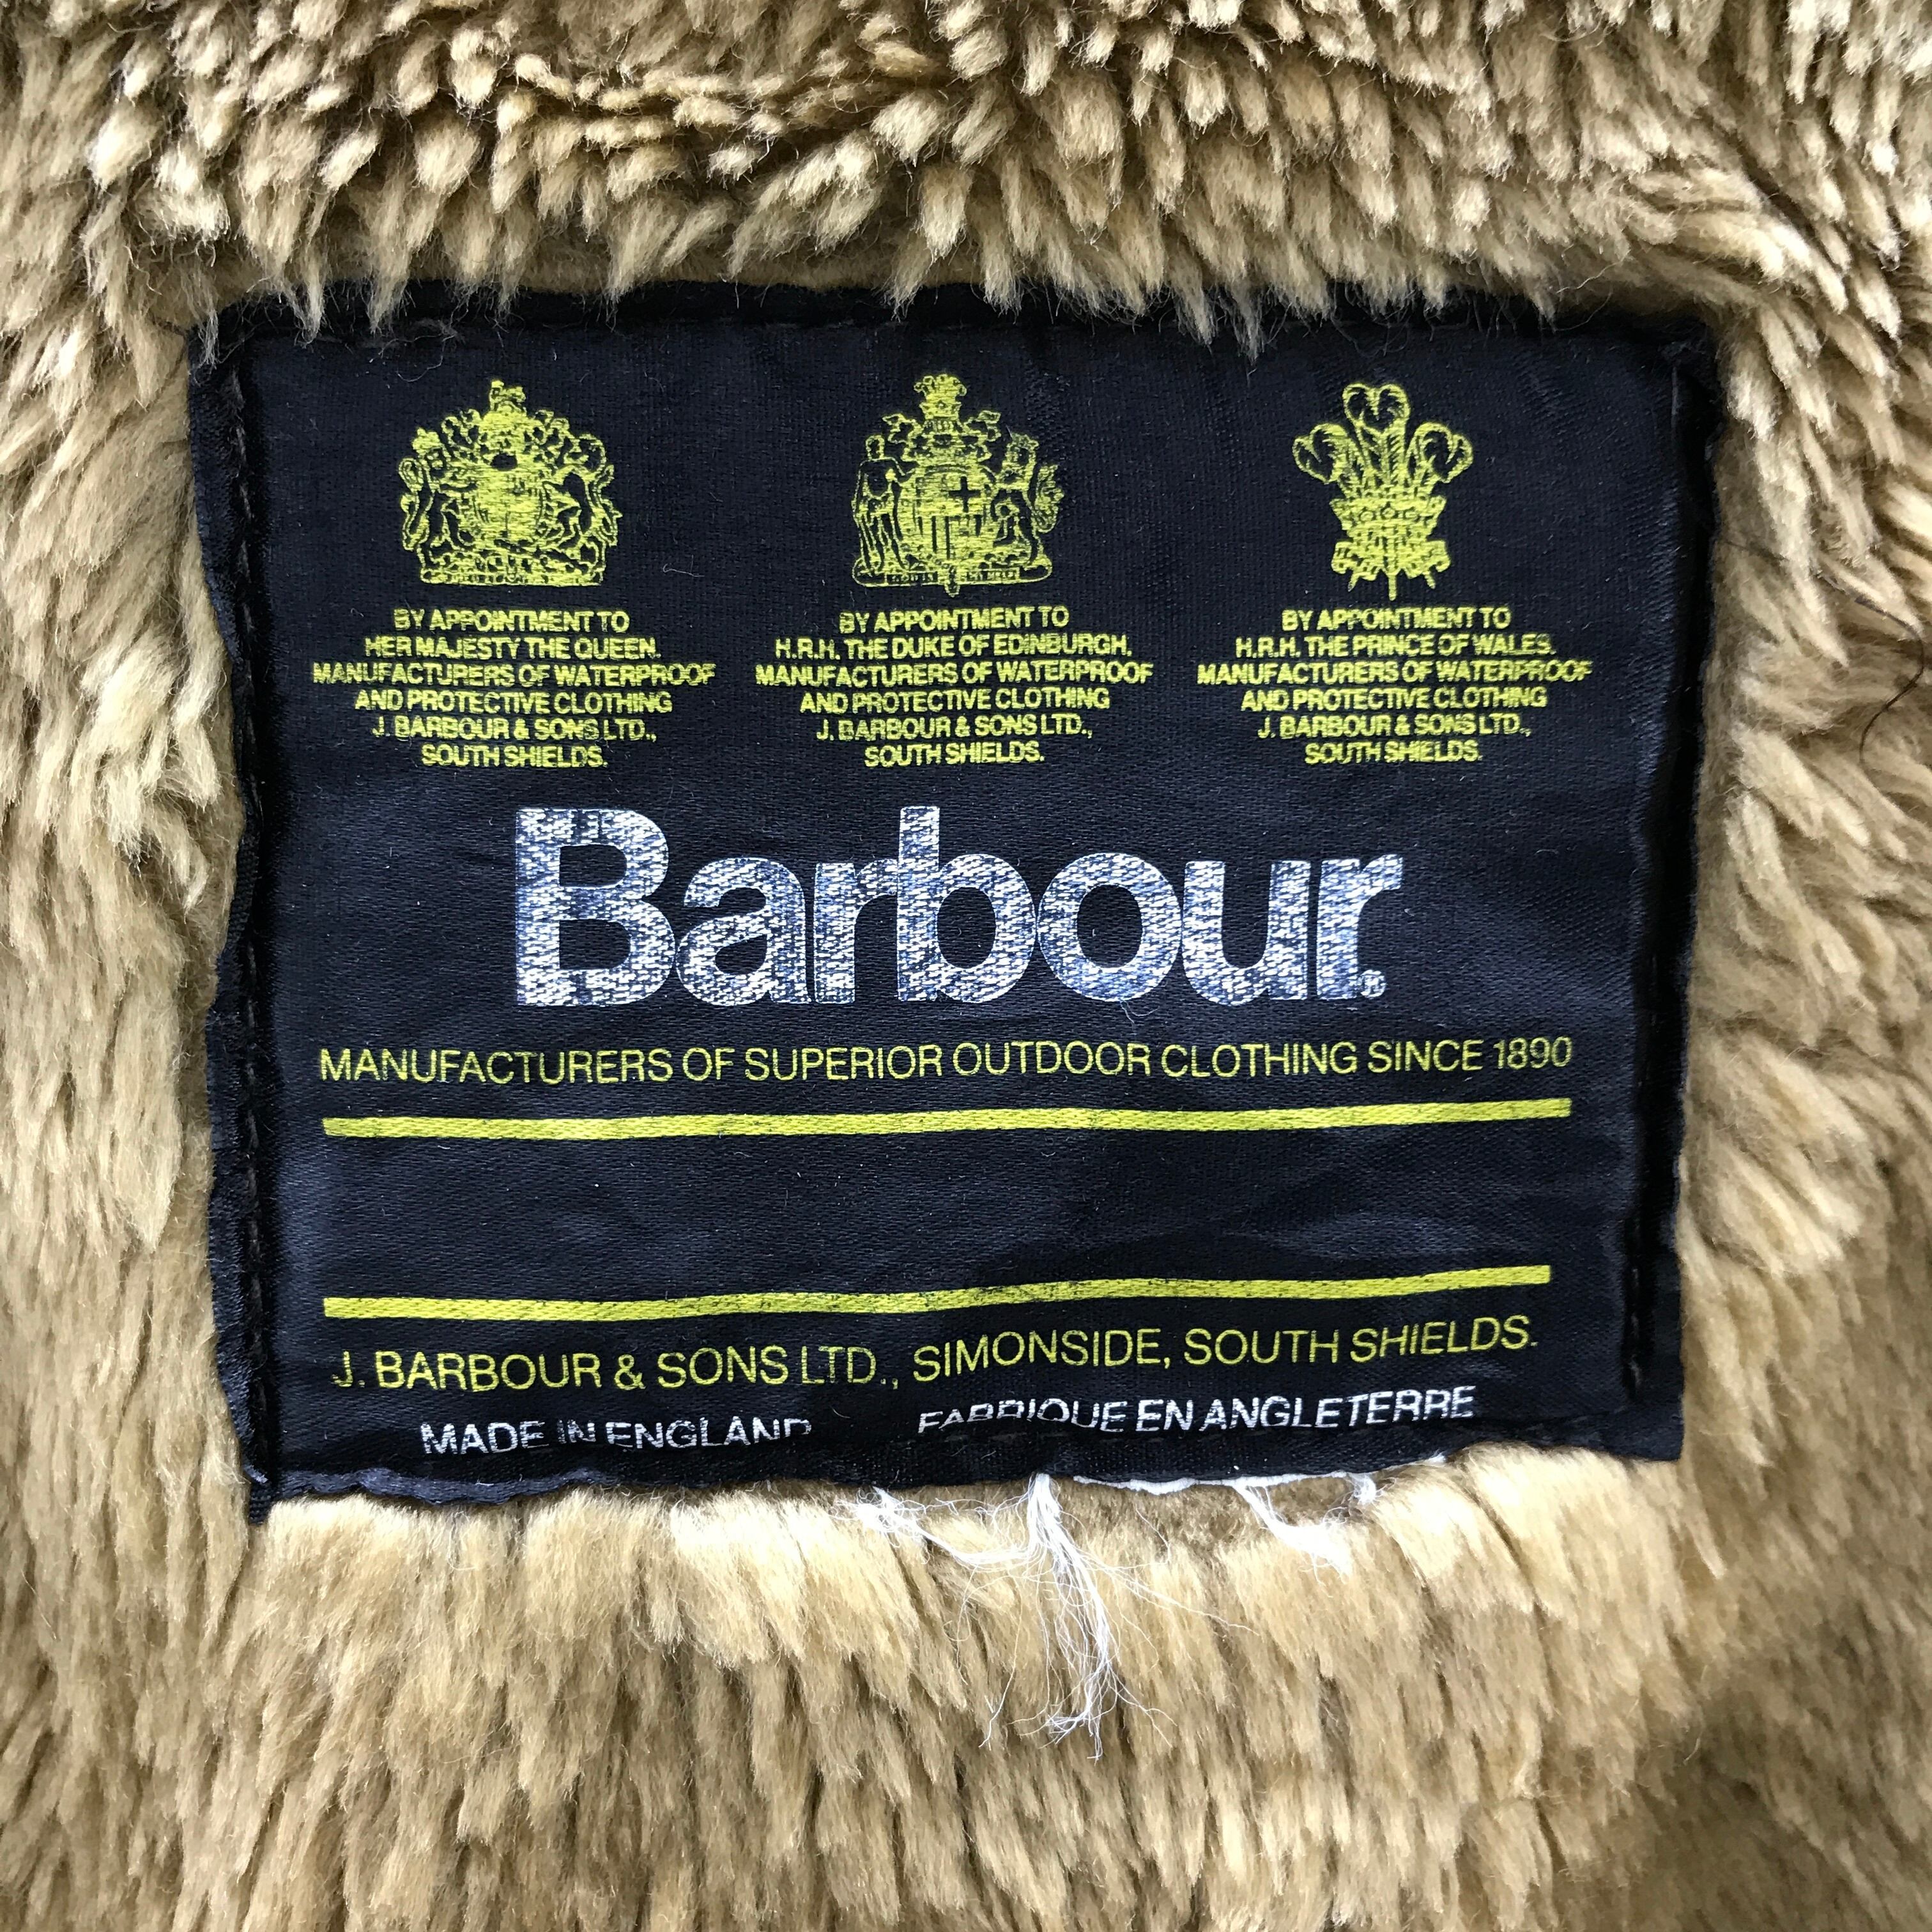 BY APPOINTMENT TO
HER MAJESTY THE QUEEN.
MANUFACTURERS OF WATERPROOF
AND PROTECTIVE CLOTHING
J. BARBOUR & SONS LTD.,
SOUTH SHIELDS.
BY APPOINTMENT TO
H.R.H. THE DUKE OF EDINBURGH.
MANUFACTURERS OF WATERPROOF
AND PROTECTIVE CLOTHING
J. BARBOUR & SONS LTD.,
SOUTH SHIELDS.
BY APPOINTMENT TO
H.R.H. THE PRINCE OF WALES.
MANUFACTURERS OF WATERPROOF
AND PROTECTIVE CLOTHING
J. BARBOUR & SONS LTD.,
SOUTH SHIELDS.
Barbour®
MANUFACTURERS OF SUPERIOR OUTDOOR CLOTHING SINCE 1890
J. BARBOUR & SONS LTD., SIMONSIDE, SOUTH SHIELDS.
MADE IN ENGLAND FABRIQUE EN ANGLETERRE